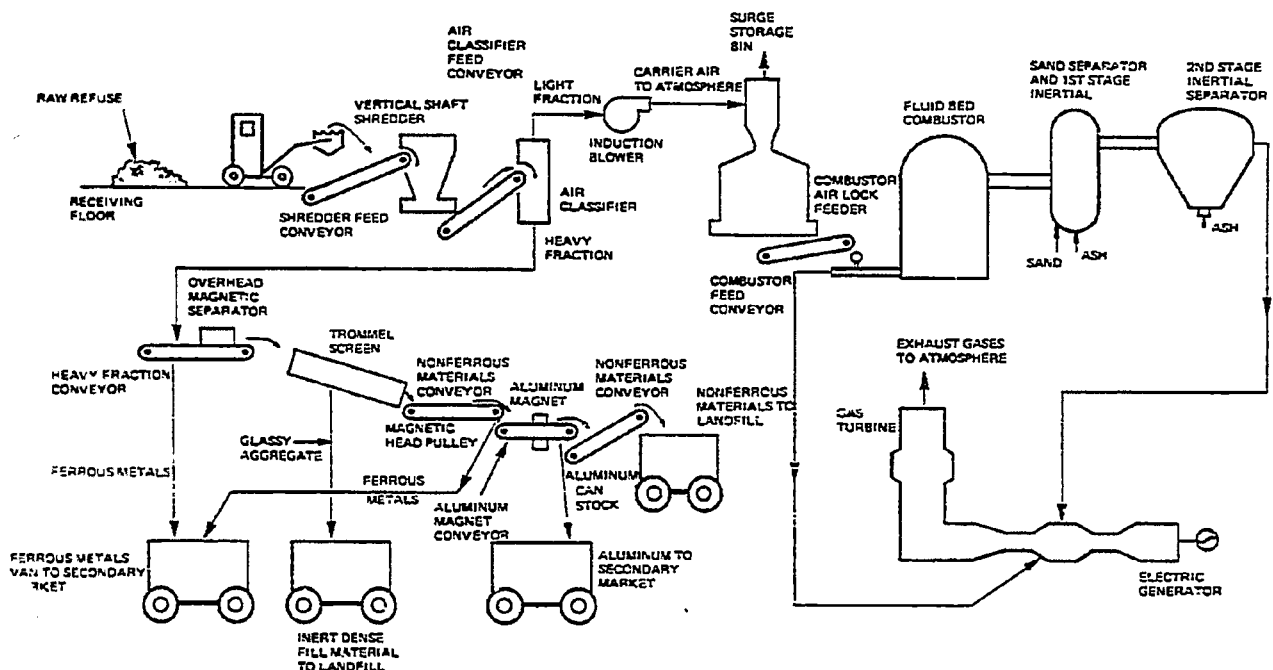 SURGE
STORAGE
BIN
AIR
CLASSIFIER
FEED
CONVEYOR
LIGHT
FRACTION
CARRIER AIR
TO ATMOSPHERE
SAND SEPARATOR
AND 1ST STAGE
INERTIAL
2ND STAGE
INERTIAL
SEPARATOR
RAW REFUSE
VERTICAL SHAFT
SHREDDER
INDUCTION
BLOWER
FLUID BED
COMBUSTOR
RECEIVING
FLOOR
SHREDDER FEED
CONVEYOR
AIR
CLASSIFIER
COMBUSTOR
AIR LOCK
FEEDER
HEAVY
FRACTION
ASH
SAND
ASH
COMBUSTOR
FEED
CONVEYOR
OVERHEAD
MAGNETIC
SEPARATOR
TROMMEL
SCREEN
EXHAUST GASES
TO ATMOSPHERE
HEAVY FRACTION
CONVEYOR
NONFERROUS
MATERIALS
CONVEYOR
ALUMINUM
MAGNET
NONFERROUS
MATERIALS
CONVEYOR
NONFERROUS
MATERIALS TO
LANDFILL
MAGNETIC
HEAD PULLEY
GAS
TURBINE
GLASSY
AGGREGATE
FERROUS METALS
FERROUS
METALS
ALUMINUM
CAN
STOCK
ALUMINUM
MAGNET
CONVEYOR
FERROUS METALS
VAN TO SECONDARY
RKET
ALUMINUM TO
SECONDARY
MARKET
ELECTRIC
GENERATOR
INERT DENSE
FILL MATERIAL
TO LANDFILL